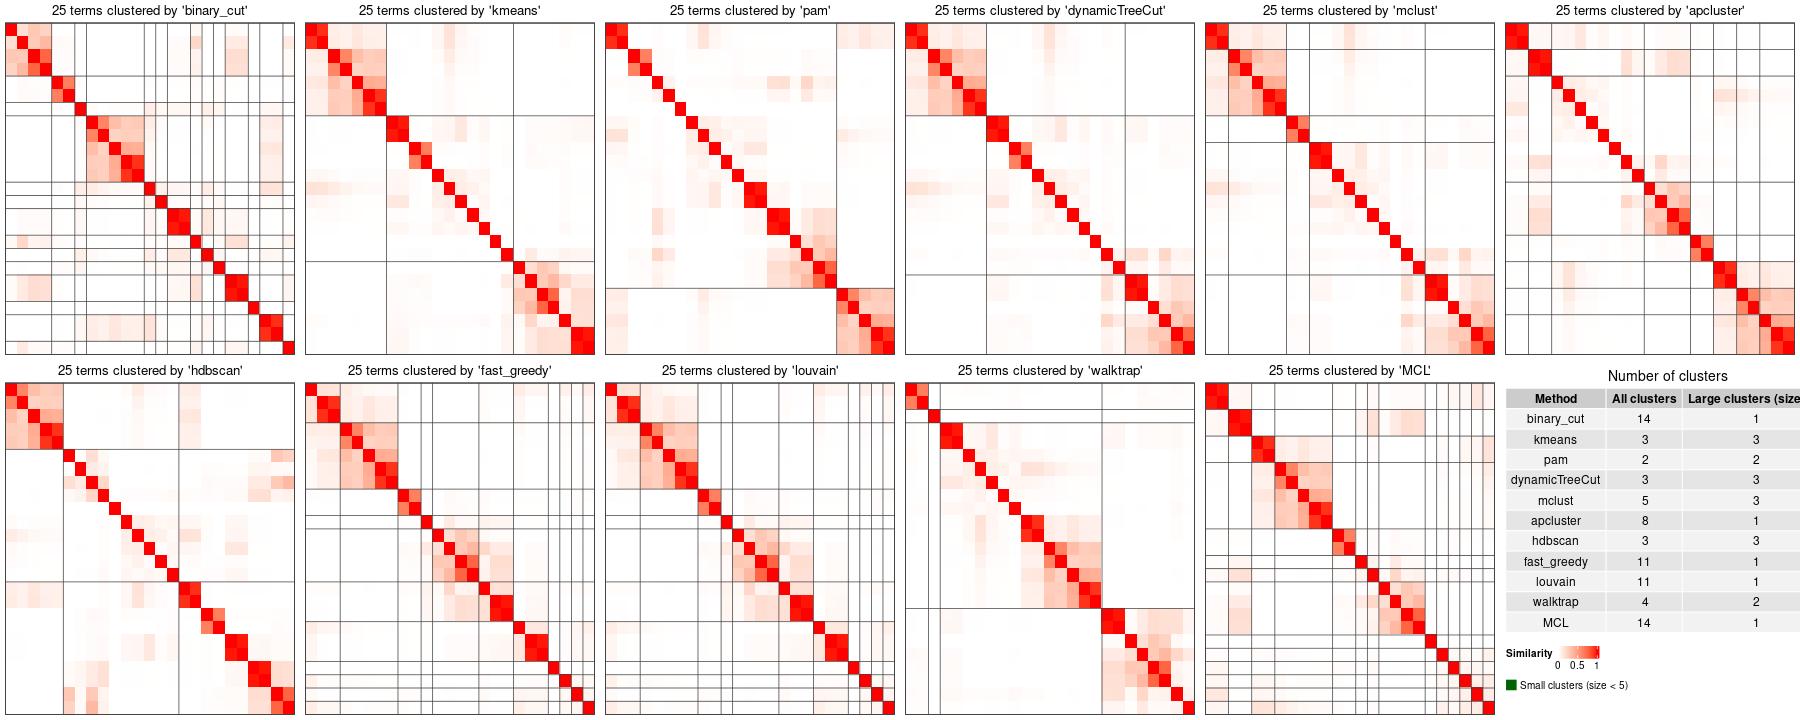 25 terms clustered by 'binary_cut'
25 terms clustered by 'kmeans'
25 terms clustered by 'pam'
25 terms clustered by 'dynamicTreeCut'
25 terms clustered by 'mclust'
25 terms clustered by 'apcluster'
25 terms clustered by 'hdbscan'
25 terms clustered by 'fast_greedy'
25 terms clustered by 'louvain'
25 terms clustered by 'walktrap'
25 terms clustered by 'MCL'
Number of clusters
Method All clusters Large clusters (size
binary_cut 14 1
kmeans 3 3
pam 2 2
dynamicTreeCut 3 3
mclust 5 3
apcluster 8 1
hdbscan 3 3
fast_greedy 11 1
louvain 11 1
walktrap 4 2
MCL 14 1
Similarity
0 0.5 1
Small clusters (size < 5)